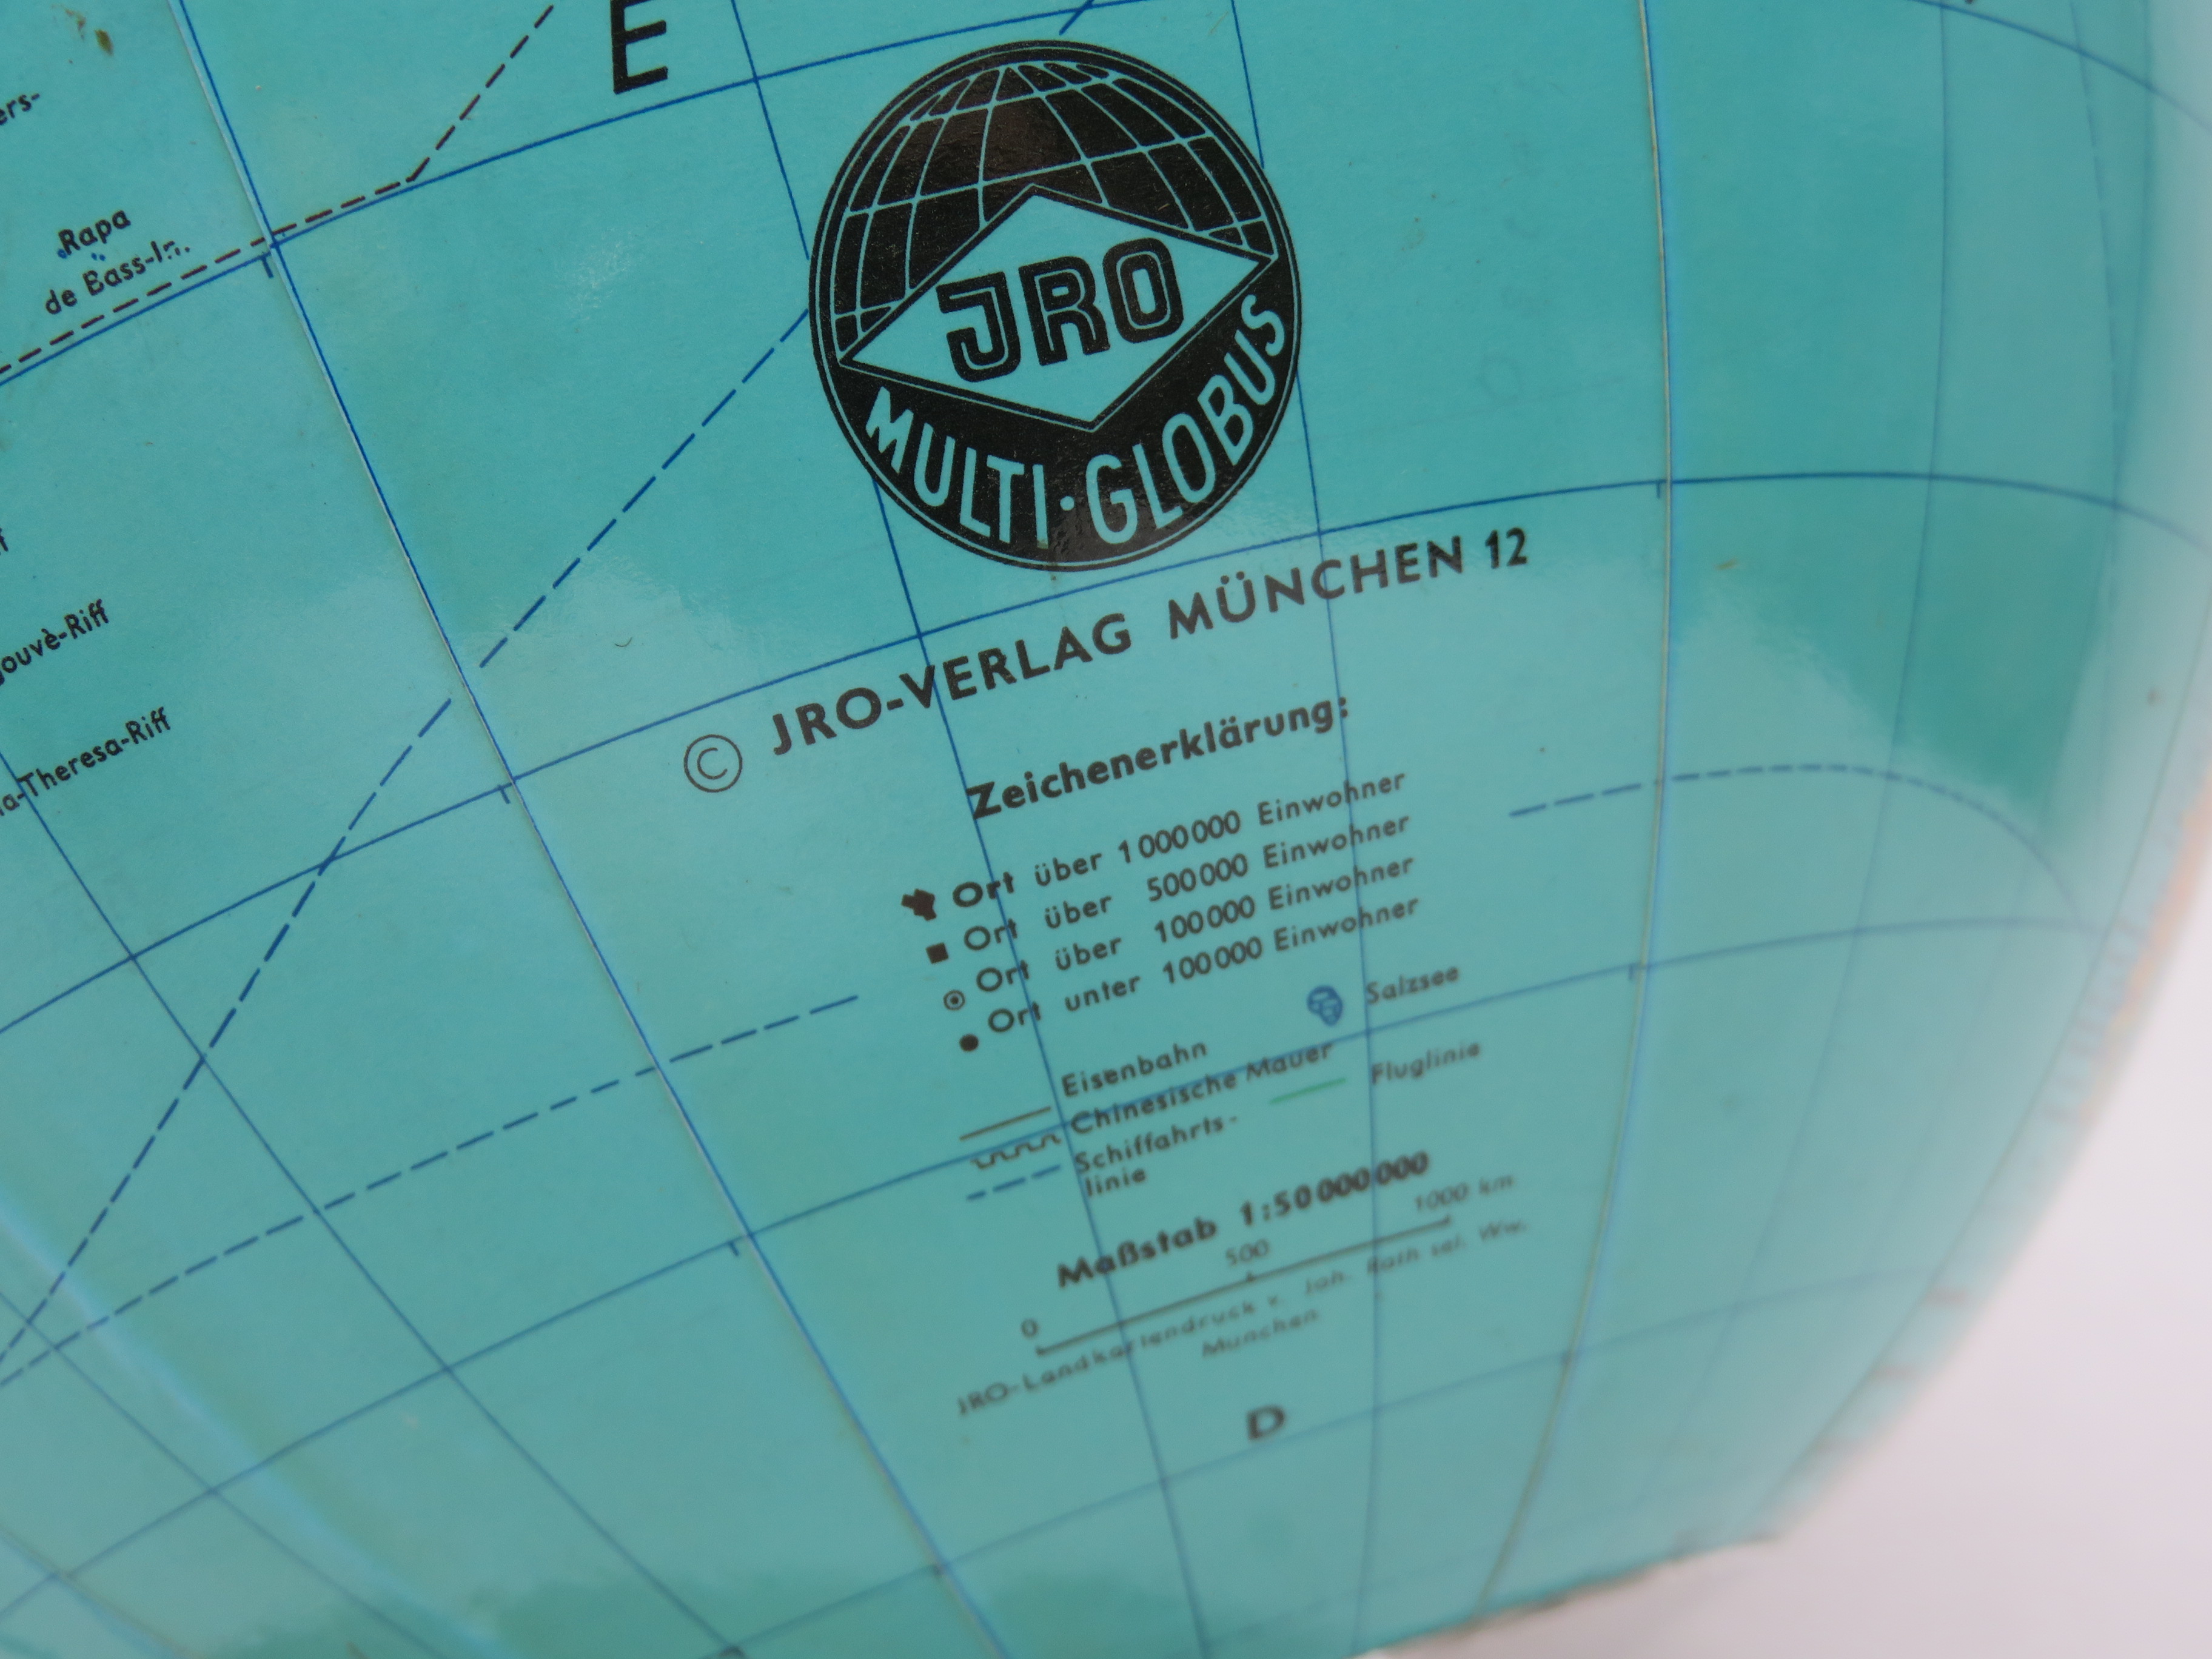 E
ers-
Rapa
de Bass-In.
JRO
MULTI·GLOBUS
© JRO-VERLAG MÜNCHEN 12
ouvè-Riff
ia-Theresa-Riff
Zeichenerklärung:
Ort über 1000000 Einwohner
Ort über 500000 Einwohner
Ort über 100000 Einwohner
Ort unter 100000 Einwohner
Salzsee
Eisenbahn
Chinesische Mauer
Fluglinie
Schiffahrts-
linie
Maßstab 1:50000000
0 500 1000 km
JRO-Landkartendruck v. Joh. Roth sel. Ww.
München
D